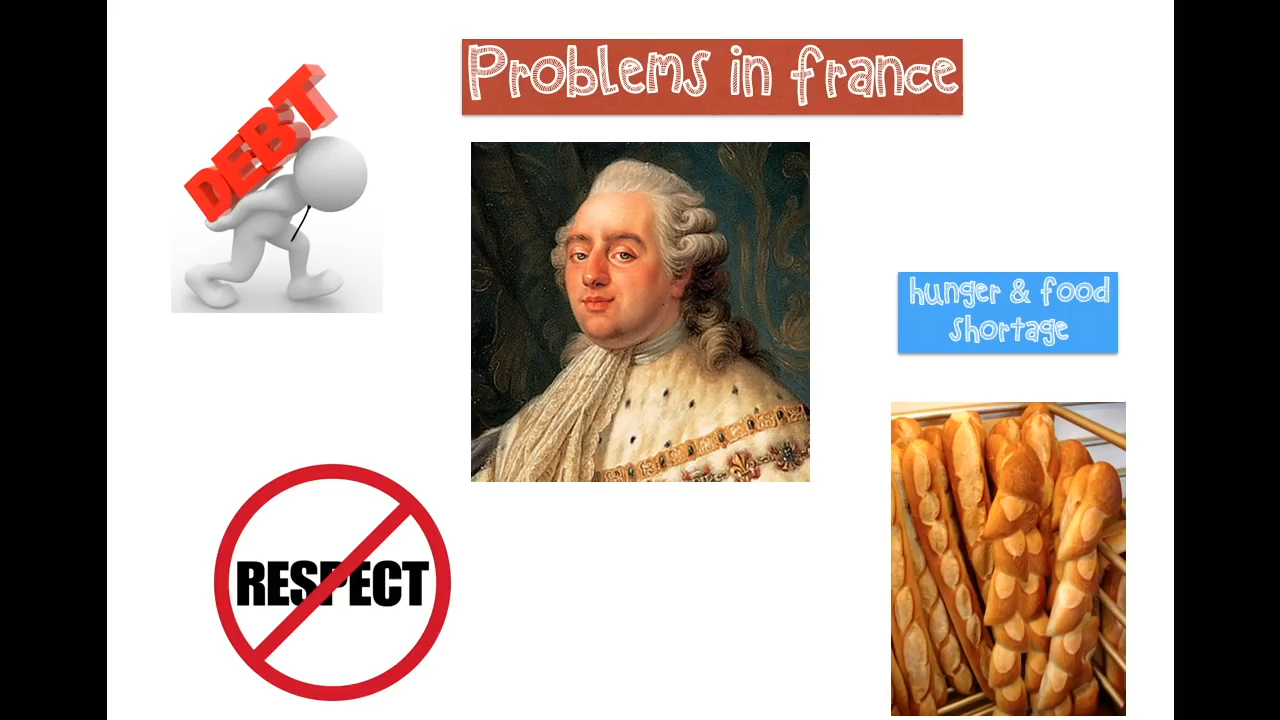 Problems in france
DEBT
hunger & food
shortage
RESPECT